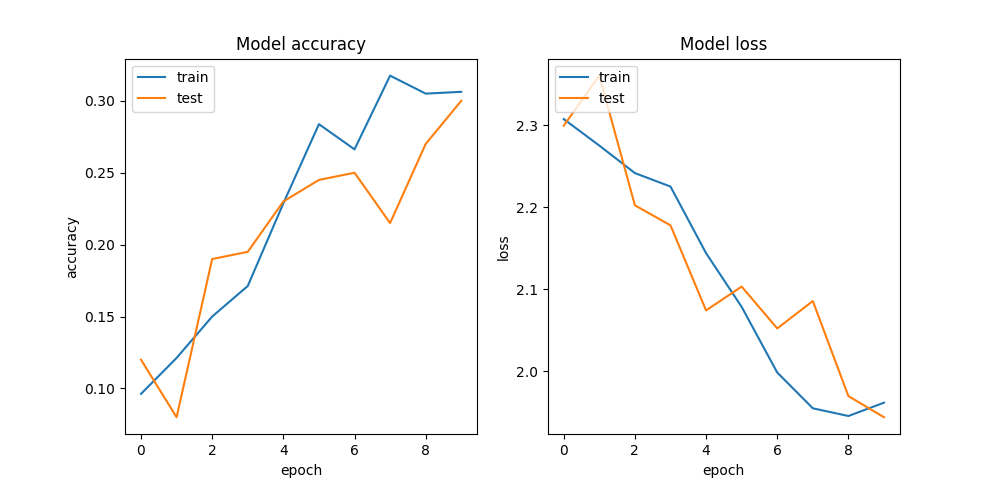 Model accuracy
train
test
0.30
0.25
0.20
0.15
0.10
accuracy
0 2 4 6 8
epoch
Model loss
train
test
2.3
2.2
2.1
2.0
loss
0 2 4 6 8
epoch